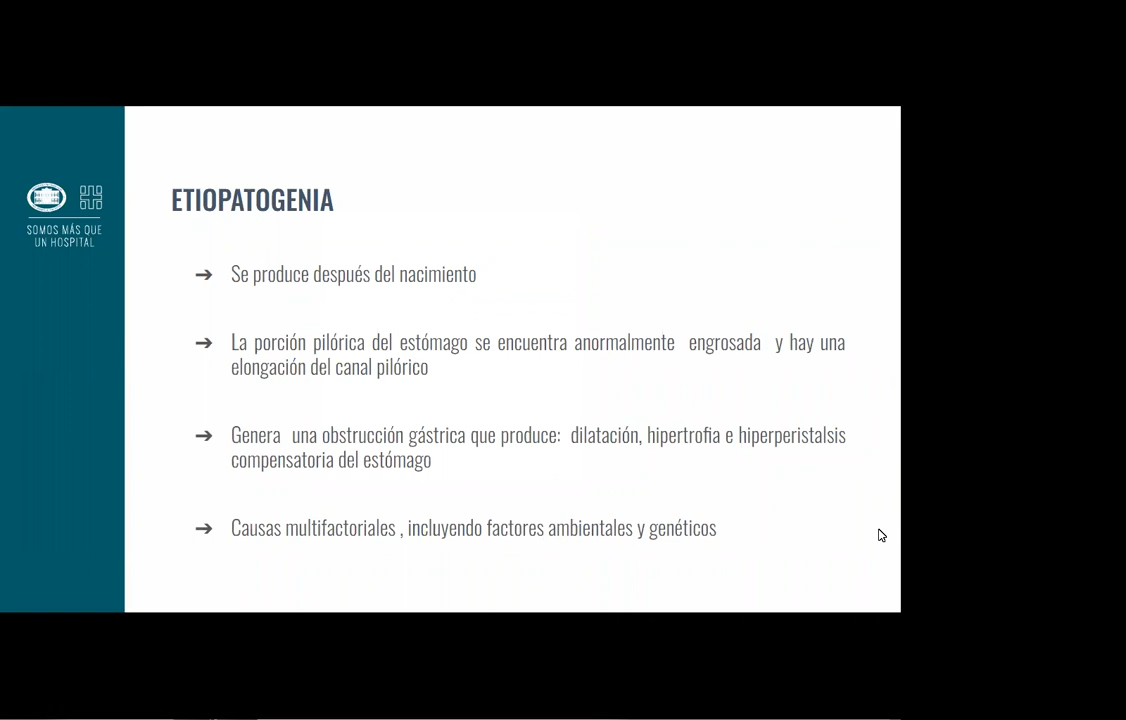 SOMOS MÁS QUE
UN HOSPITAL
ETIOPATOGENIA
➔ Se produce después del nacimiento
➔ La porción pilórica del estómago se encuentra anormalmente engrosada y hay una
elongación del canal pilórico
➔ Genera una obstrucción gástrica que produce: dilatación, hipertrofia e hiperperistalsis
compensatoria del estómago
➔ Causas multifactoriales , incluyendo factores ambientales y genéticos